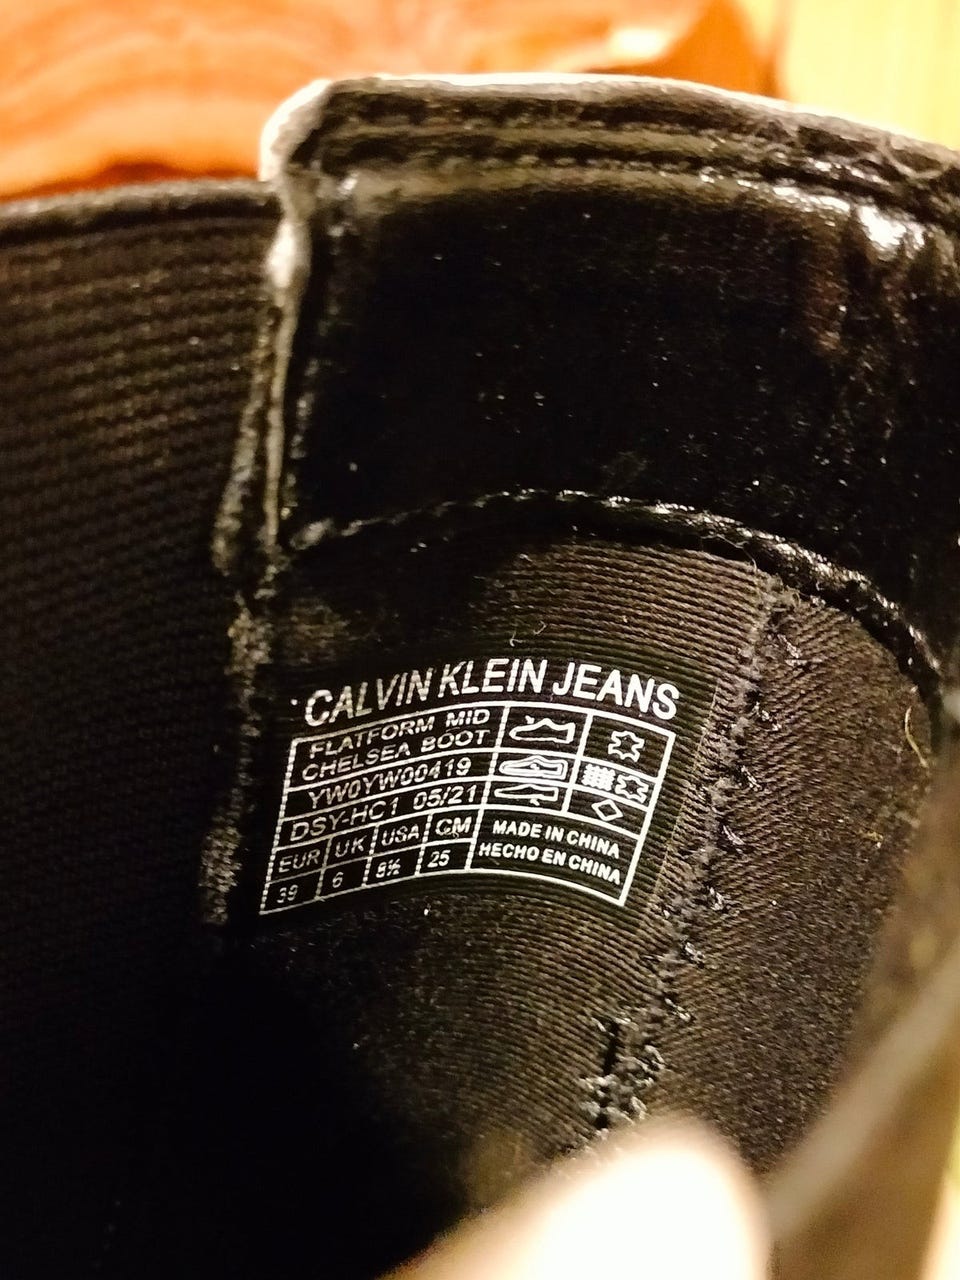 CALVIN KLEIN JEANS
FLATFORM MID
CHELSEA BOOT
YW0YW00419
DSY-HC1 05/21
EUR UK USA CM
39 6 8½ 25
MADE IN CHINA
HECHO EN CHINA